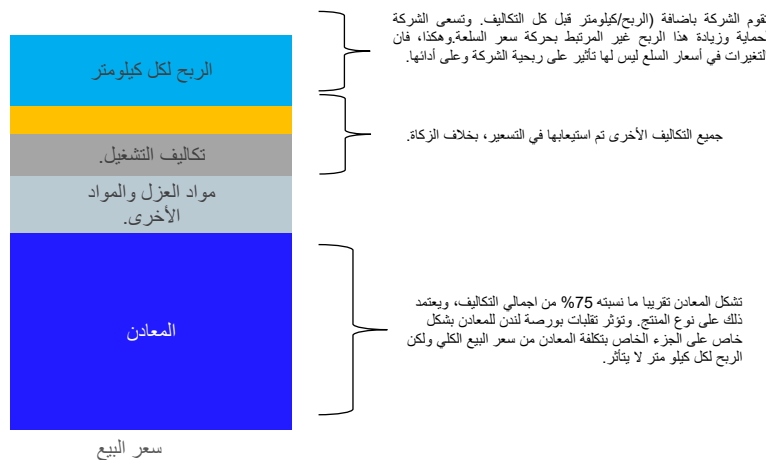 تقوم الشركة باضافة (الربح/كيلومتر قبل كل التكاليف. وتسعى الشركة
لحماية وزيادة هذا الربح غير المرتبط بحركة سعر السلعة.وهكذا، فان
التغيرات في أسعار السلع ليس لها تأثير على ربحية الشركة وعلى أدائها.
الربح لكل كيلومتر
جميع التكاليف الأخرى تم استيعابها في التسعير، بخلاف الزكاة.
تكاليف التشغيل.
مواد العزل والمواد
الأخرى.
تشكل المعادن تقريبا ما نسبته 75% من اجمالي التكاليف، ويعتمد
ذلك على نوع المنتج. وتؤثر تقلبات بورصة لندن للمعادن بشكل
خاص على الجزء الخاص بتكلفة المعادن من سعر البيع الكلي ولكن
الربح لكل كيلو متر لا يتأثر.
المعادن
سعر البيع